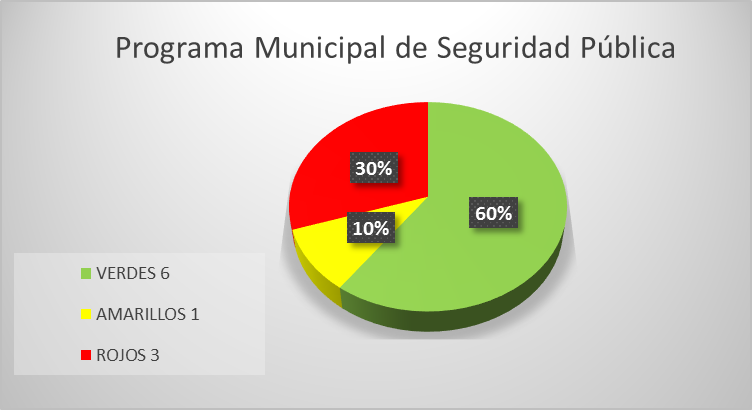 Programa Municipal de Seguridad Pública
30%
60%
10%
VERDES 6
AMARILLOS 1
ROJOS 3